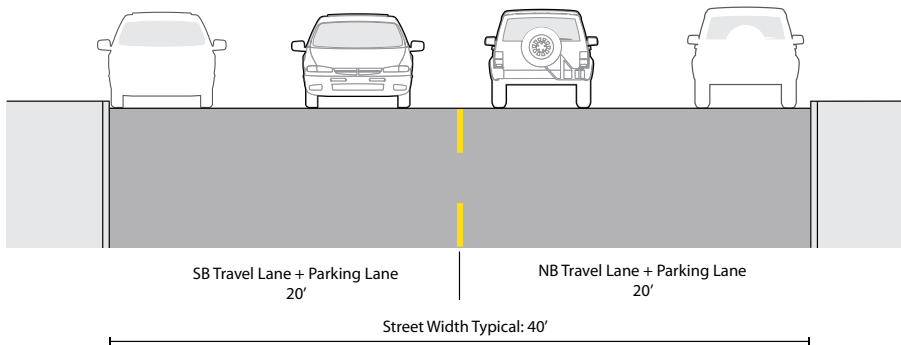 SB Travel Lane + Parking Lane
20’
NB Travel Lane + Parking Lane
20’
Street Width Typical: 40’